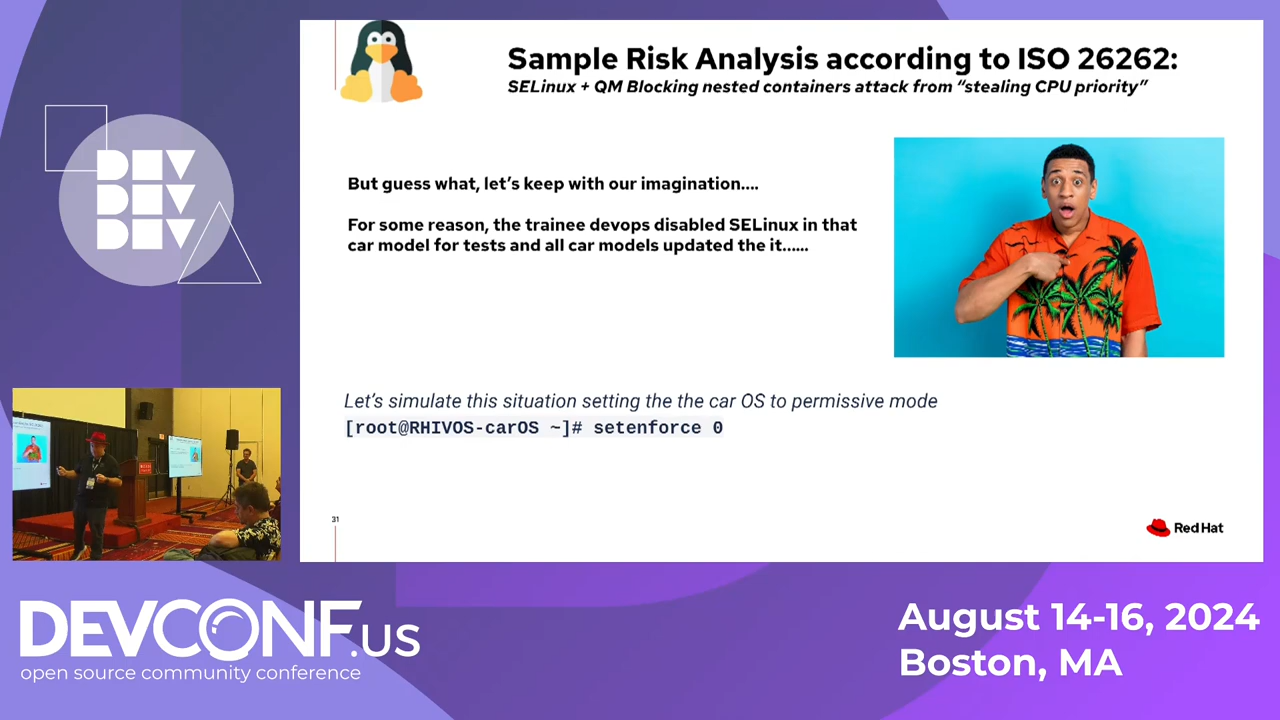 Sample Risk Analysis according to ISO 26262:
SELinux + QM Blocking nested containers attack from “stealing CPU priority”
DEV
DEV
DEV
But guess what, let’s keep with our imagination....
For some reason, the trainee devops disabled SELinux in that
car model for tests and all car models updated the it......
Let’s simulate this situation setting the the car OS to permissive mode
[root@RHIVOS-carOS ~]# setenforce 0
31
Red Hat
DEVCONF.US
open source community conference
August 14-16, 2024
Boston, MA